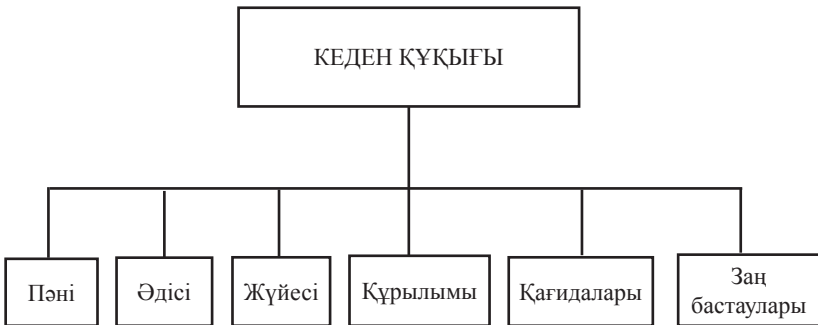 КЕДЕН ҚҰҚЫҒЫ
Пәні
Әдісі
Жүйесі
Құрылымы
Қағидалары
Заң
бастаулары